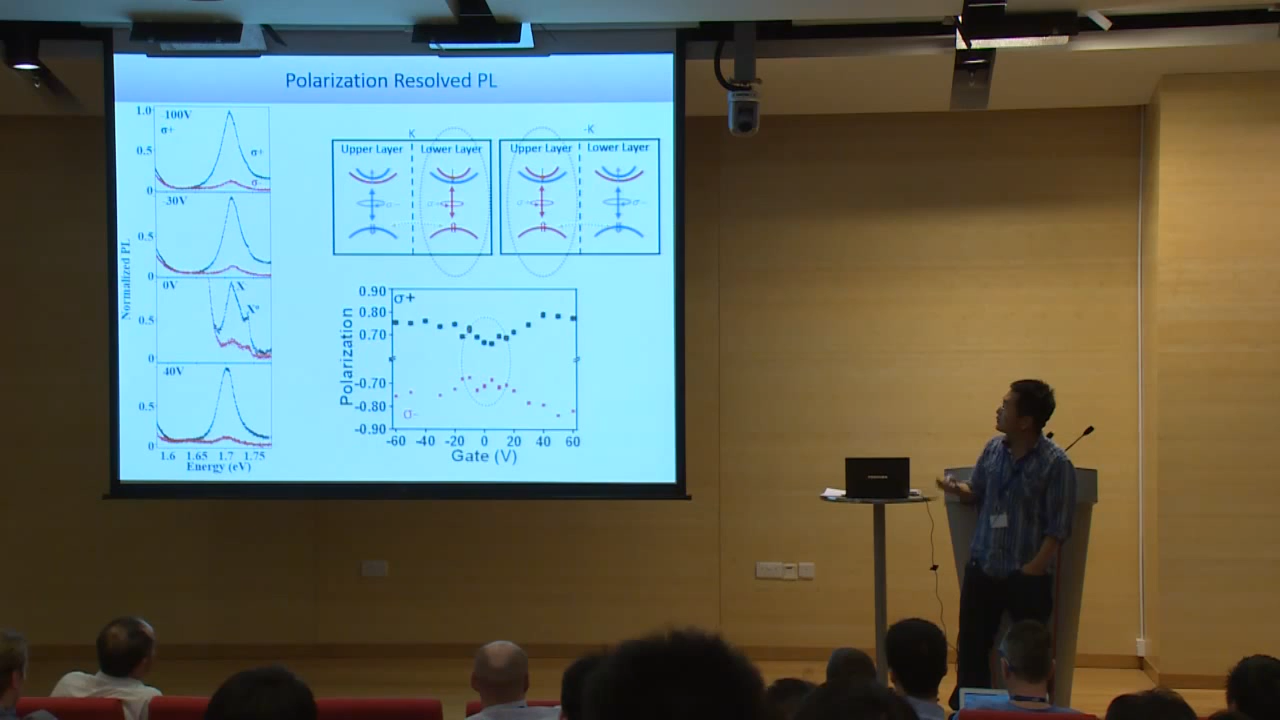 Polarization Resolved PL
-100V
σ+
σ+
σ-
-30V
0V
X
40V
1.0
0.5
0
0.5
0
0.5
0
0.5
0
Normalized PL
1.6 1.65 1.7 1.75
Energy (eV)
K
Upper Layer
Lower Layer
-K
Upper Layer
Lower Layer
σ+
σ-
Polarization
0.90
0.80
0.70
-0.70
-0.80
-0.90
-60 -40 -20 0 20 40 60
Gate (V)
TOSHIBA